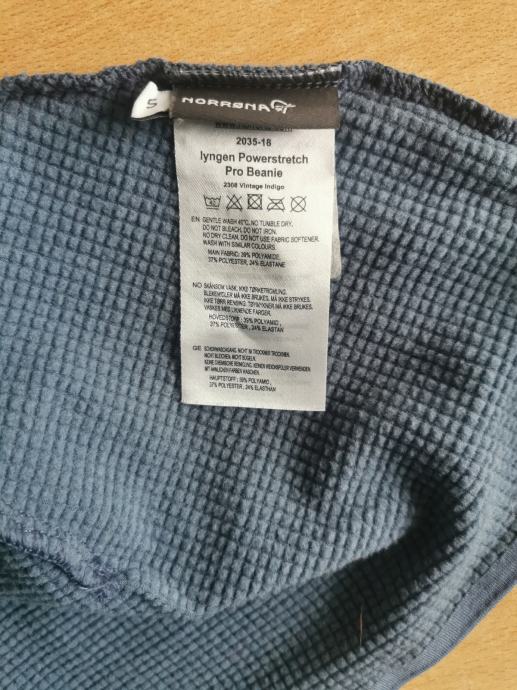 S
NORRØNA
2035-18
lyngen Powerstretch
Pro Beanie
2308 Vintage Indigo
EN GENTLE WASH 40°C, NO TUMBLE DRY,
DO NOT BLEACH, DO NOT IRON,
NO DRY CLEAN, DO NOT USE FABRIC SOFTENER,
WASH WITH SIMILAR COLOURS.
MAIN FABRIC: 39% POLYAMIDE,
37% POLYESTER, 24% ELASTANE
NO SKÅNSOM VASK, IKKE TØRKETROMLING,
BLEKEMIDLER MÅ IKKE BRUKES, MÅ IKKE STRYKES,
IKKE TØRR RENSING, TØYMYKNER MÅ IKKE BRUKES,
VASKES MED LIGNENDE FARGER.
HOVEDSTOFF: 39% POLYAMID,
37% POLYESTER, 24% ELASTAN
GE SCHONWASCHGANG, NICHT IM TROCKNER TROCKNEN,
NICHT BLEICHEN, NICHT BÜGELN,
KEINE CHEMISCHE REINIGUNG, KEINEN WEICHSPÜLER VERWENDEN
MIT ÄHNLICHEN FARBEN WASCHEN.
HAUPTSTOFF: 39% POLYAMID,
37% POLYESTER, 24% ELASTHAN